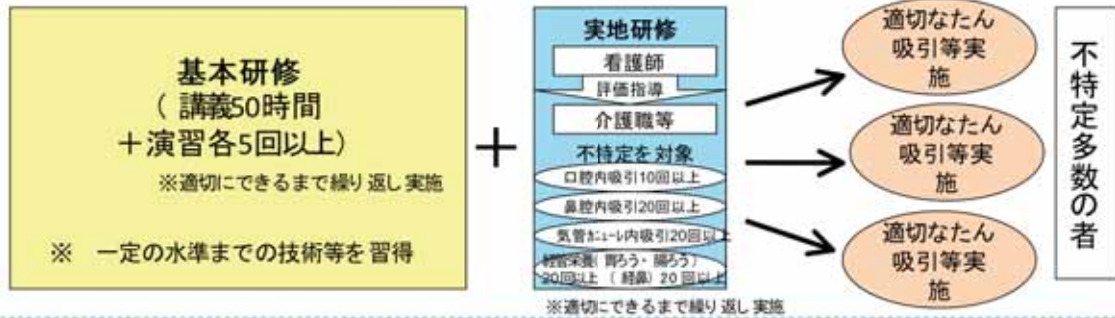 基本研修
（ 講義50時間
＋演習各5回以上）
※適切にできるまで繰り返し実施
※　一定の水準までの技術等を習得
＋
実地研修
看護師
評価指導
介護職等
不特定を対象
口腔内吸引10回以上
鼻腔内吸引20回以上
気管ｶﾆｭｰﾚ内吸引20回以上
経管栄養（ 胃ろう・ 腸ろう）
20回以上 （ 経鼻）20 回以上
※適切にできるまで繰り返し実施
適切なたん
吸引等実
施
適切なたん
吸引等実
施
適切なたん
吸引等実
施
不特定多数の者